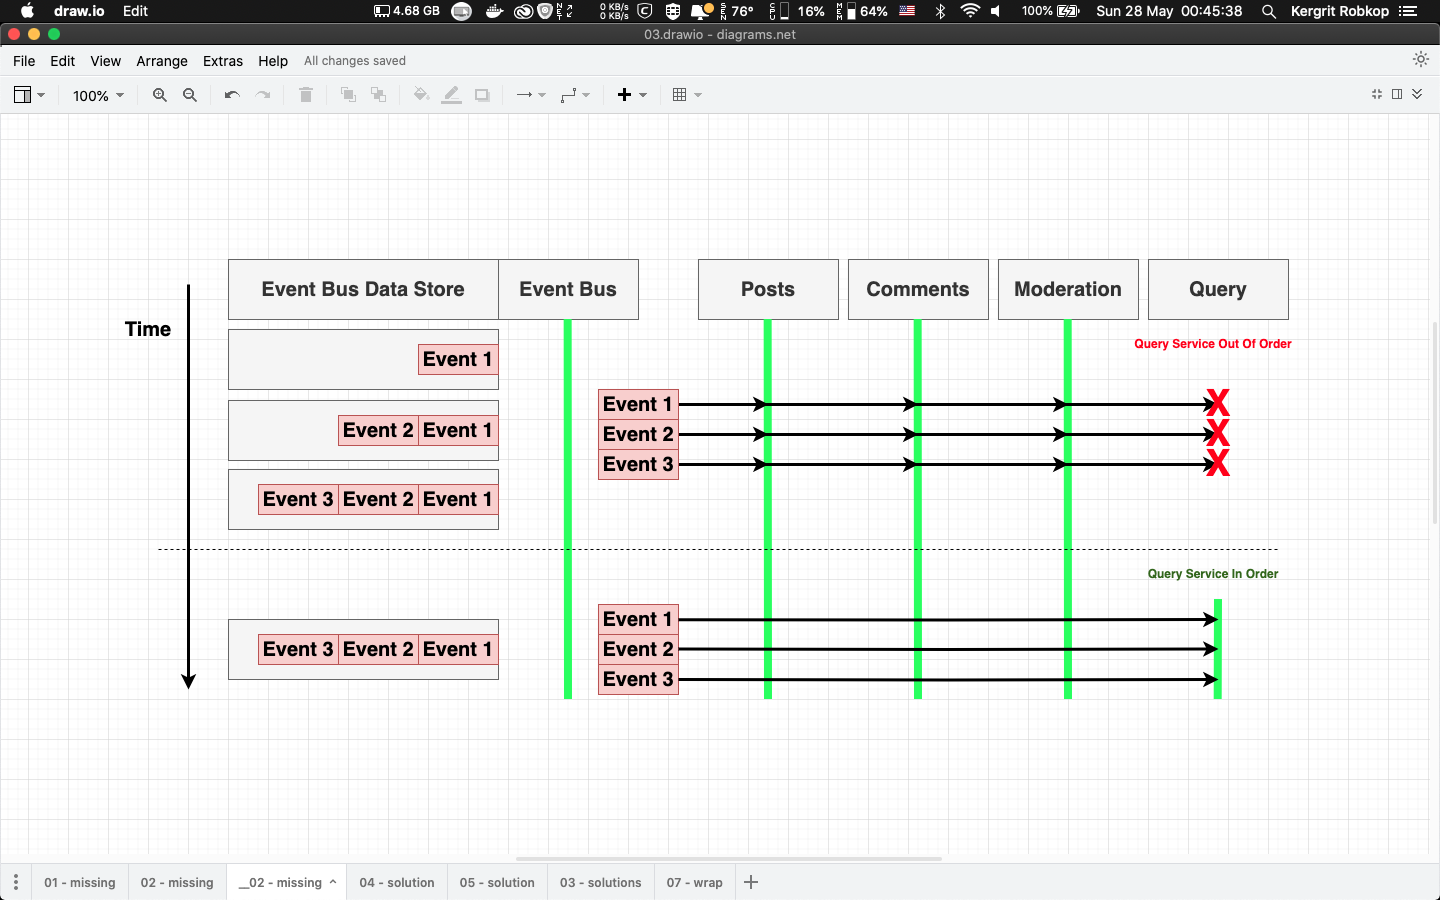 draw.io Edit 4.68 GB NET 0 KB/s 0 KB/s SEN 76° CPU 16% MEM 64% 100% Sun 28 May 00:45:38 Kergrit Robkop
03.drawio - diagrams.net
File Edit View Arrange Extras Help All changes saved
100%
Event Bus Data Store Event Bus Posts Comments Moderation Query
Time
Query Service Out Of Order
Event 1
Event 1 X
Event 2 Event 1
Event 2 X
Event 3 X
Event 3 Event 2 Event 1
Query Service In Order
Event 1
Event 3 Event 2 Event 1 Event 2
Event 3
01 - missing 02 - missing __02 - missing 04 - solution 05 - solution 03 - solutions 07 - wrap